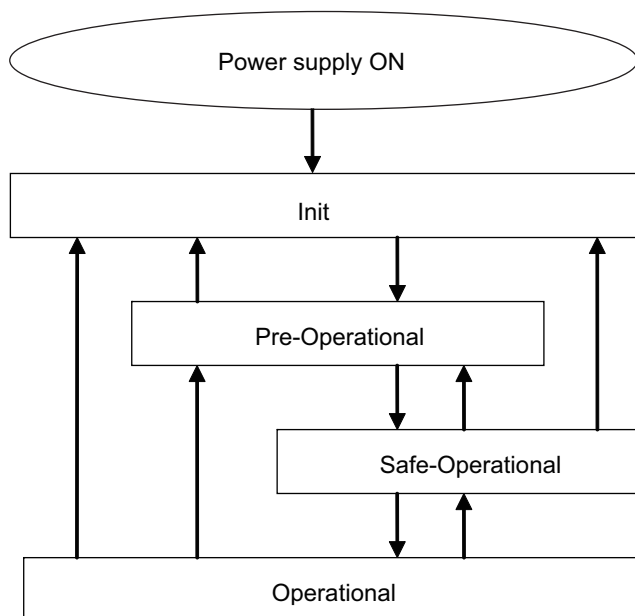 Power supply ON
Init
Pre-Operational
Safe-Operational
Operational